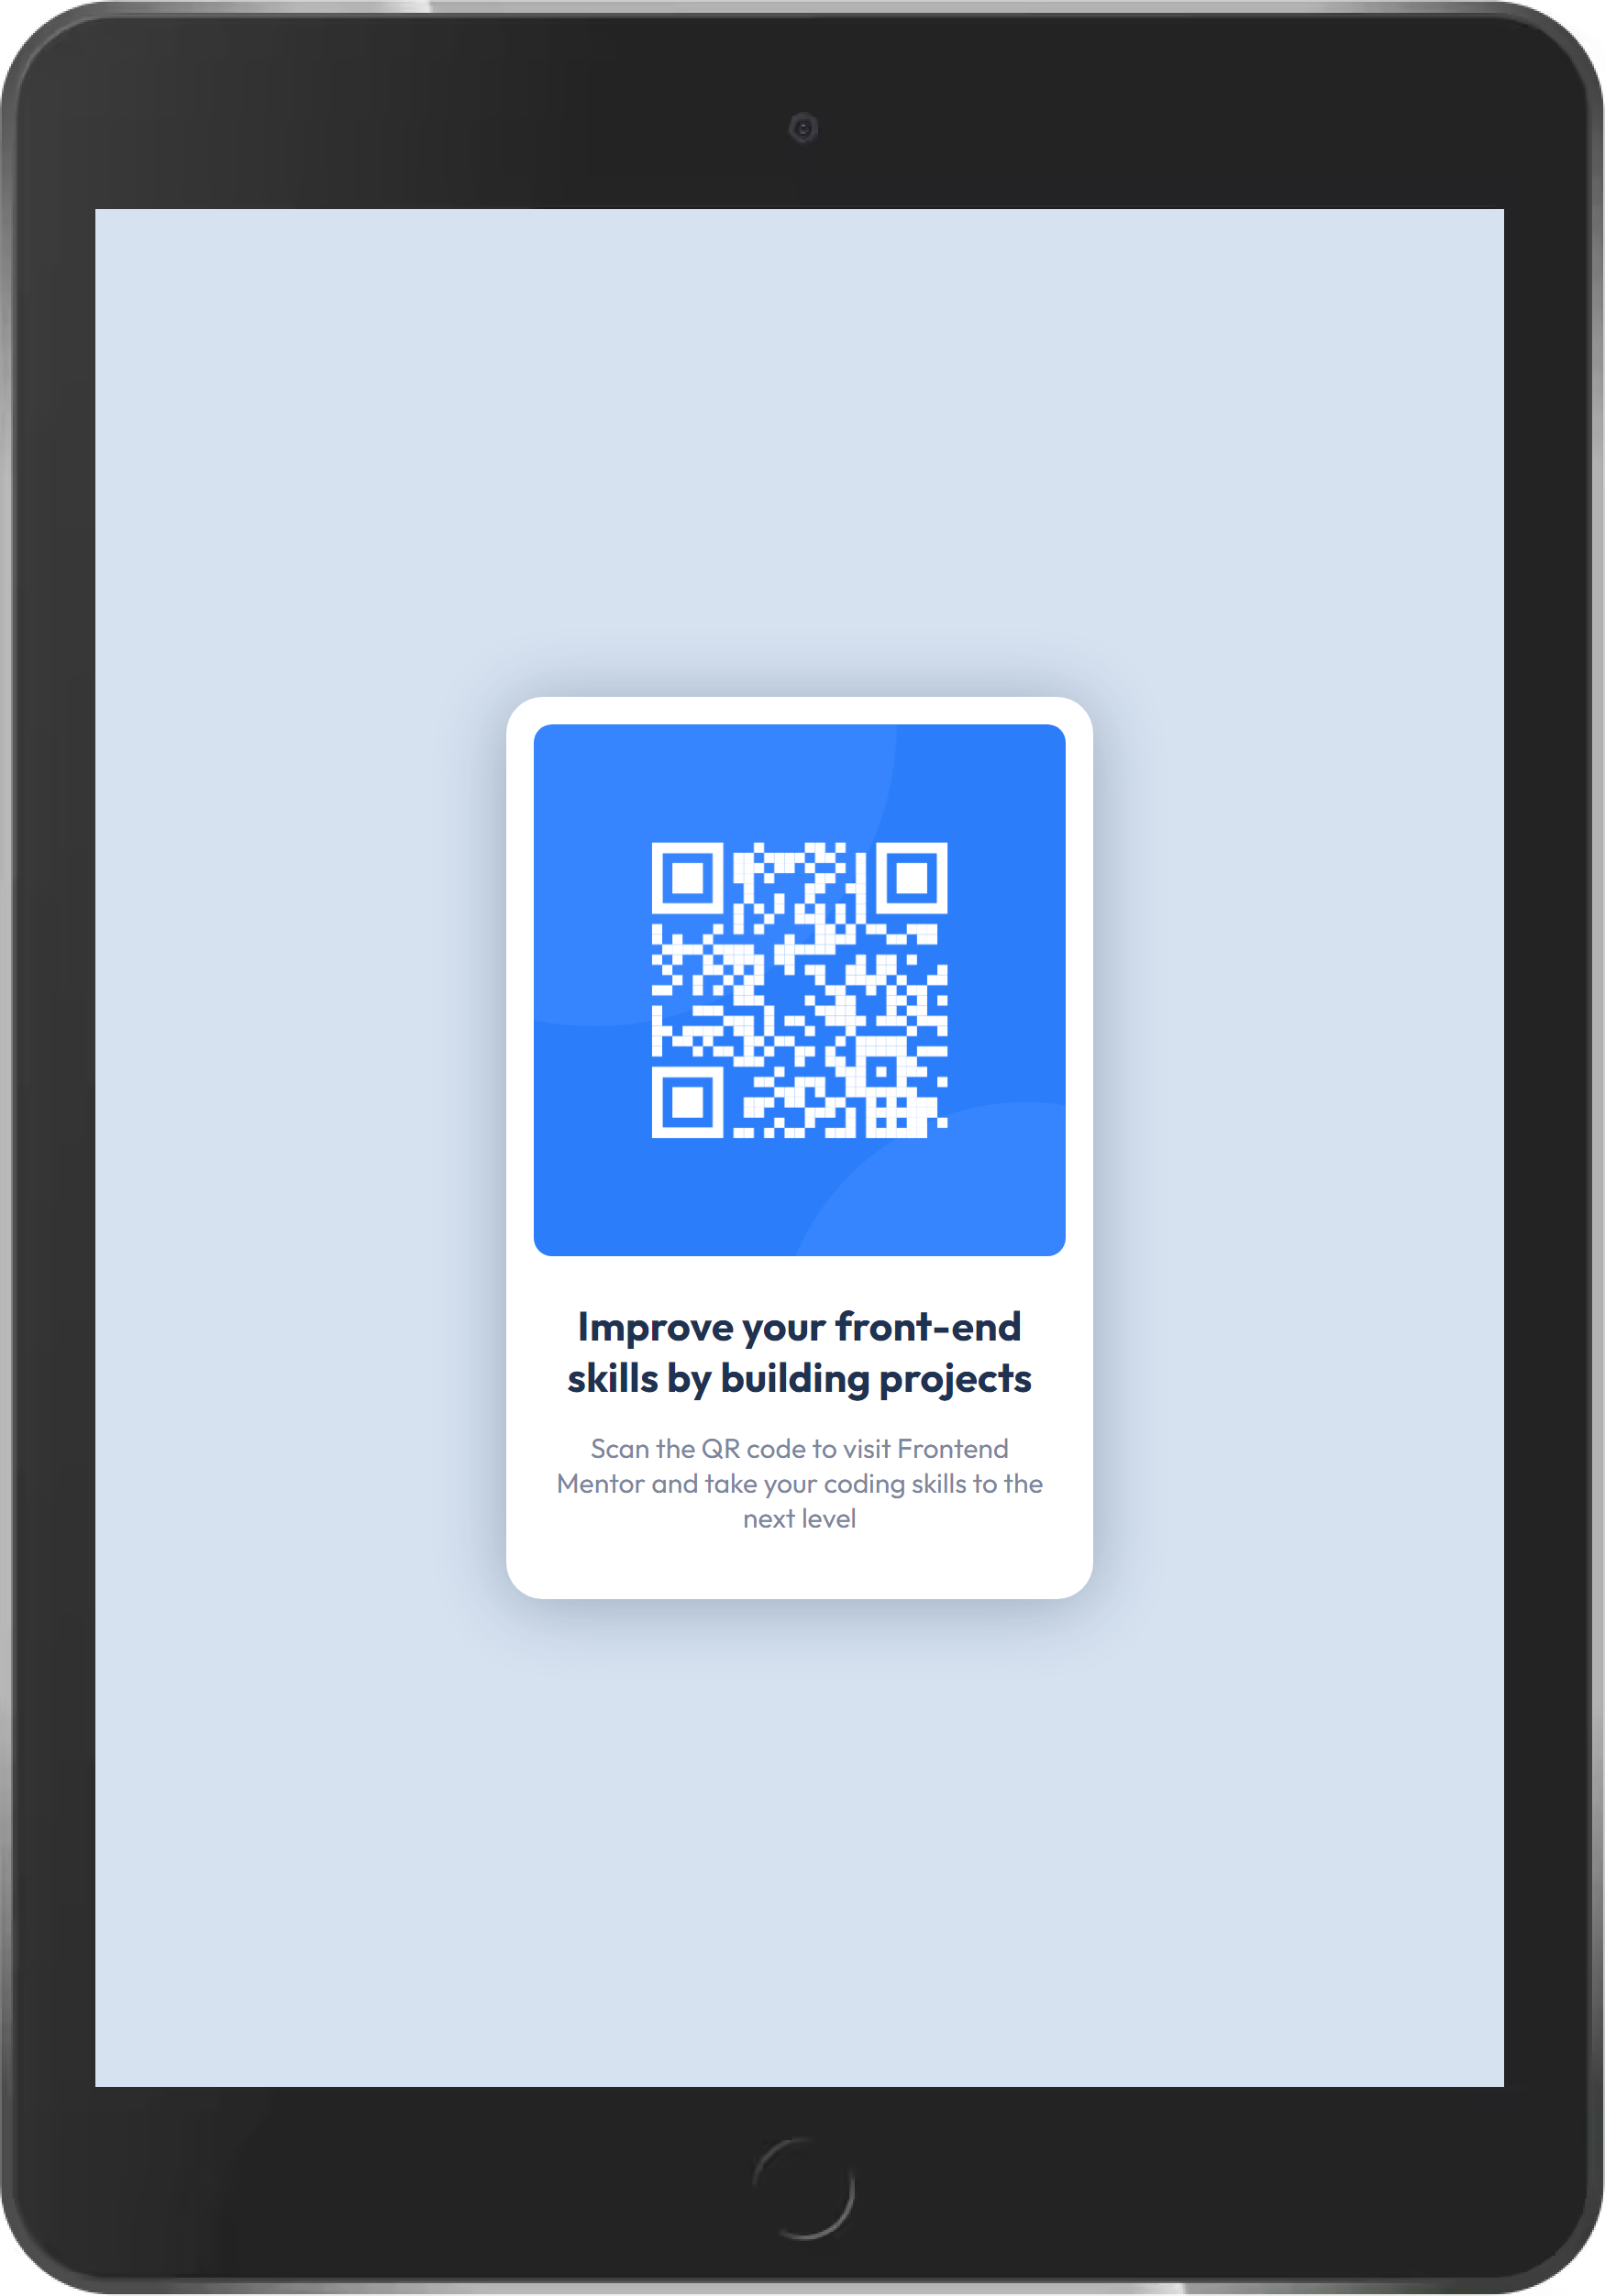 Improve your front-end
skills by building projects
Scan the QR code to visit Frontend
Mentor and take your coding skills to the
next level